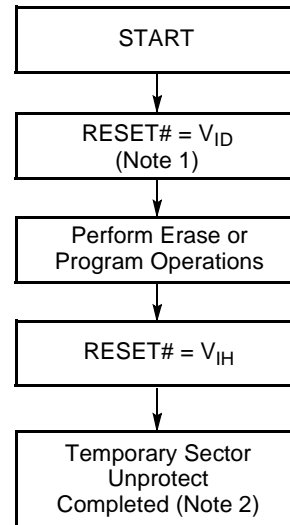 START
RESET# = VID
(Note 1)
Perform Erase or
Program Operations
RESET# = VIH
Temporary Sector
Unprotect
Completed (Note 2)